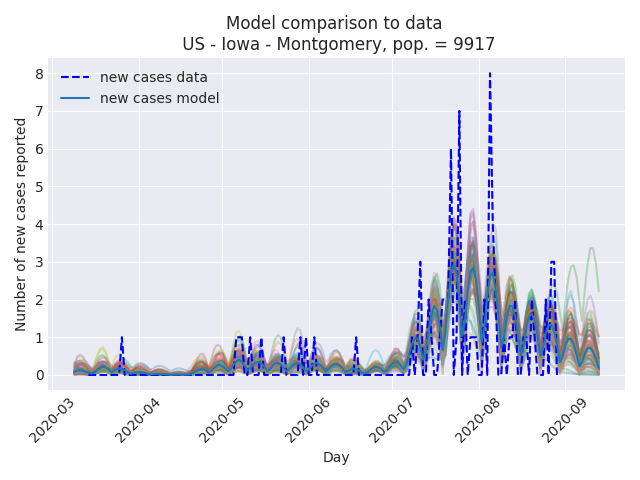 Model comparison to data
US - Iowa - Montgomery, pop. = 9917
new cases data
new cases model
Number of new cases reported
8
7
6
5
4
3
2
1
0
2020-03
2020-04
2020-05
2020-06
2020-07
2020-08
2020-09
Day